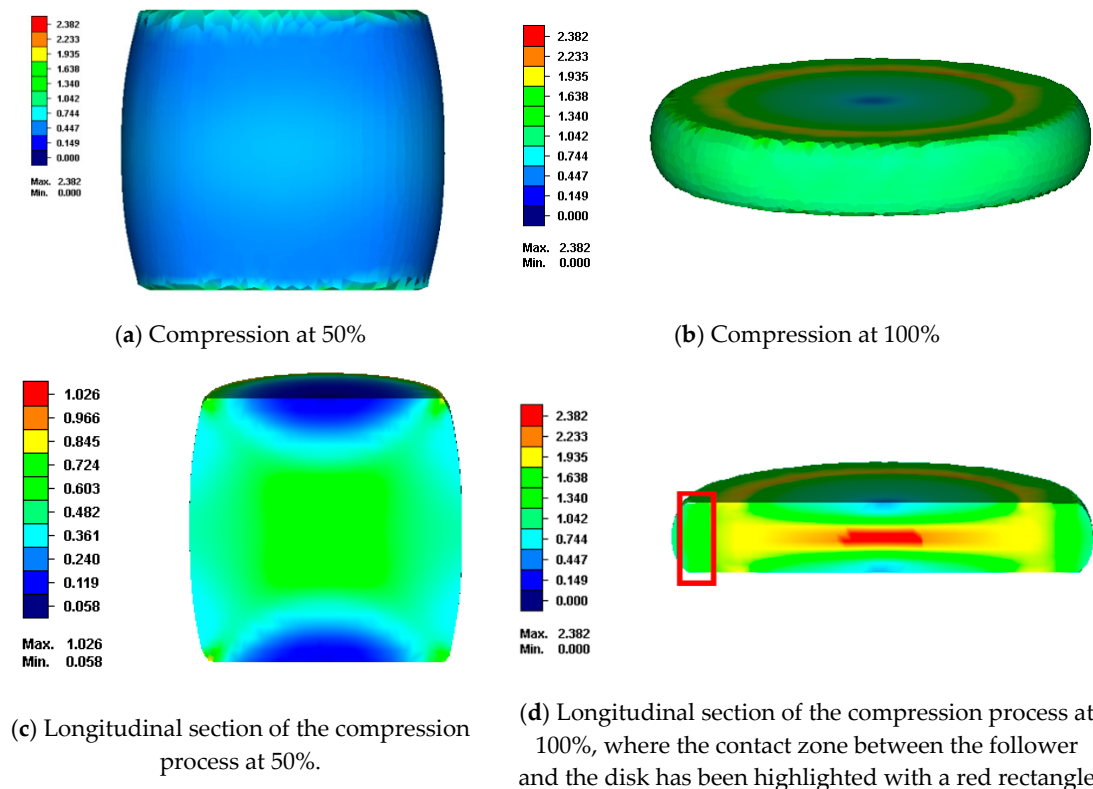 2.382
2.233
1.935
1.638
1.340
1.042
0.744
0.447
0.149
0.000
Max. 2.382
Min. 0.000
(a) Compression at 50%
2.382
2.233
1.935
1.638
1.340
1.042
0.744
0.447
0.149
0.000
Max. 2.382
Min. 0.000
(b) Compression at 100%
1.026
0.966
0.845
0.724
0.603
0.482
0.361
0.240
0.119
0.058
Max. 1.026
Min. 0.058
(c) Longitudinal section of the compression
process at 50%.
2.382
2.233
1.935
1.638
1.340
1.042
0.744
0.447
0.149
0.000
Max. 2.382
Min. 0.000
(d) Longitudinal section of the compression process at
100%, where the contact zone between the follower
and the disk has been highlighted with a red rectangle